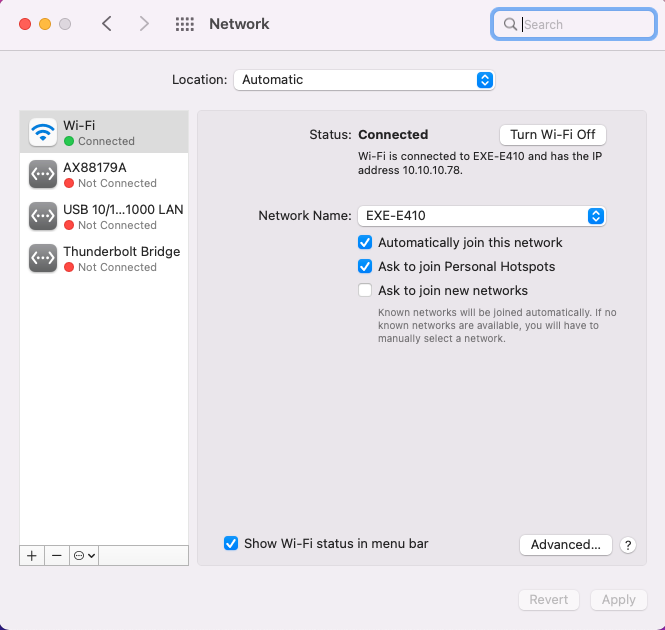 Network
Search
Location: Automatic
Wi-Fi
Connected
AX88179A
Not Connected
USB 10/1...1000 LAN
Not Connected
Thunderbolt Bridge
Not Connected
Status: Connected
Turn Wi-Fi Off
Wi-Fi is connected to EXE-E410 and has the IP
address 10.10.10.78.
Network Name: EXE-E410
Automatically join this network
Ask to join Personal Hotspots
Ask to join new networks
Known networks will be joined automatically. If no
known networks are available, you will have to
manually select a network.
Show Wi-Fi status in menu bar
Advanced...
?
Revert
Apply